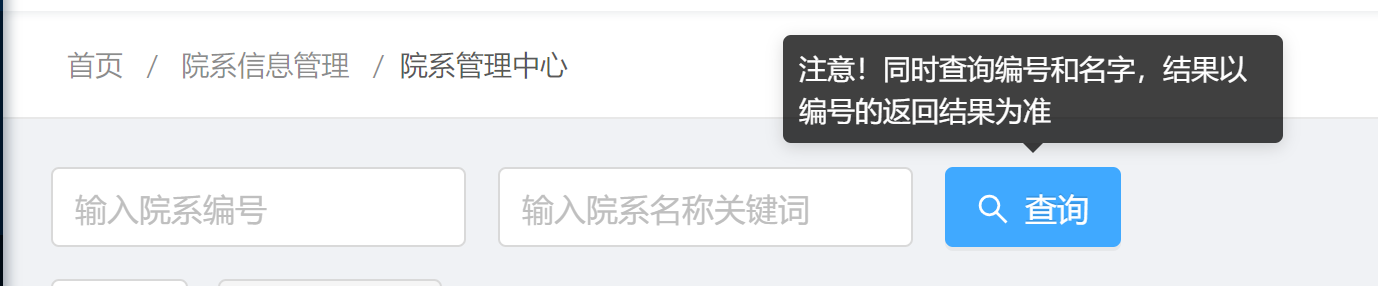 首页 / 院系信息管理 / 院系管理中心
注意！同时查询编号和名字，结果以
编号的返回结果为准
输入院系编号
输入院系名称关键词
查询